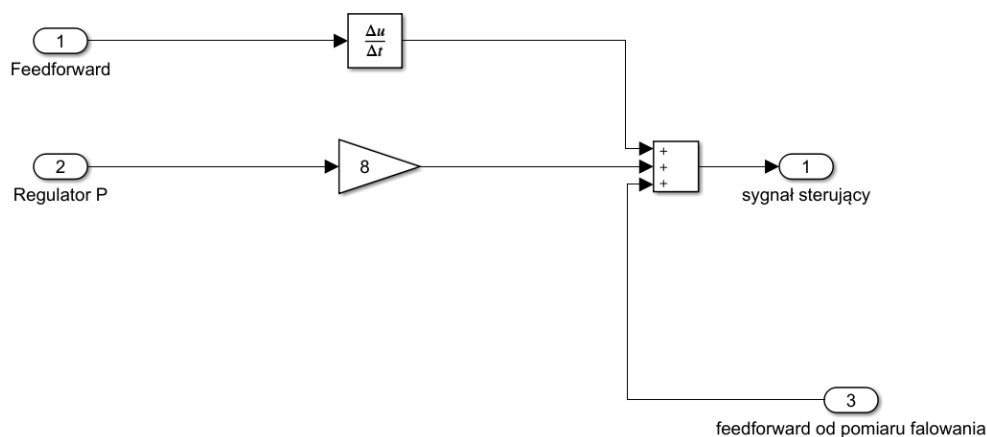 1
Feedforward
Δu
Δt
2
Regulator P
8
+
+
+
1
sygnał sterujący
3
feedforward od pomiaru falowania